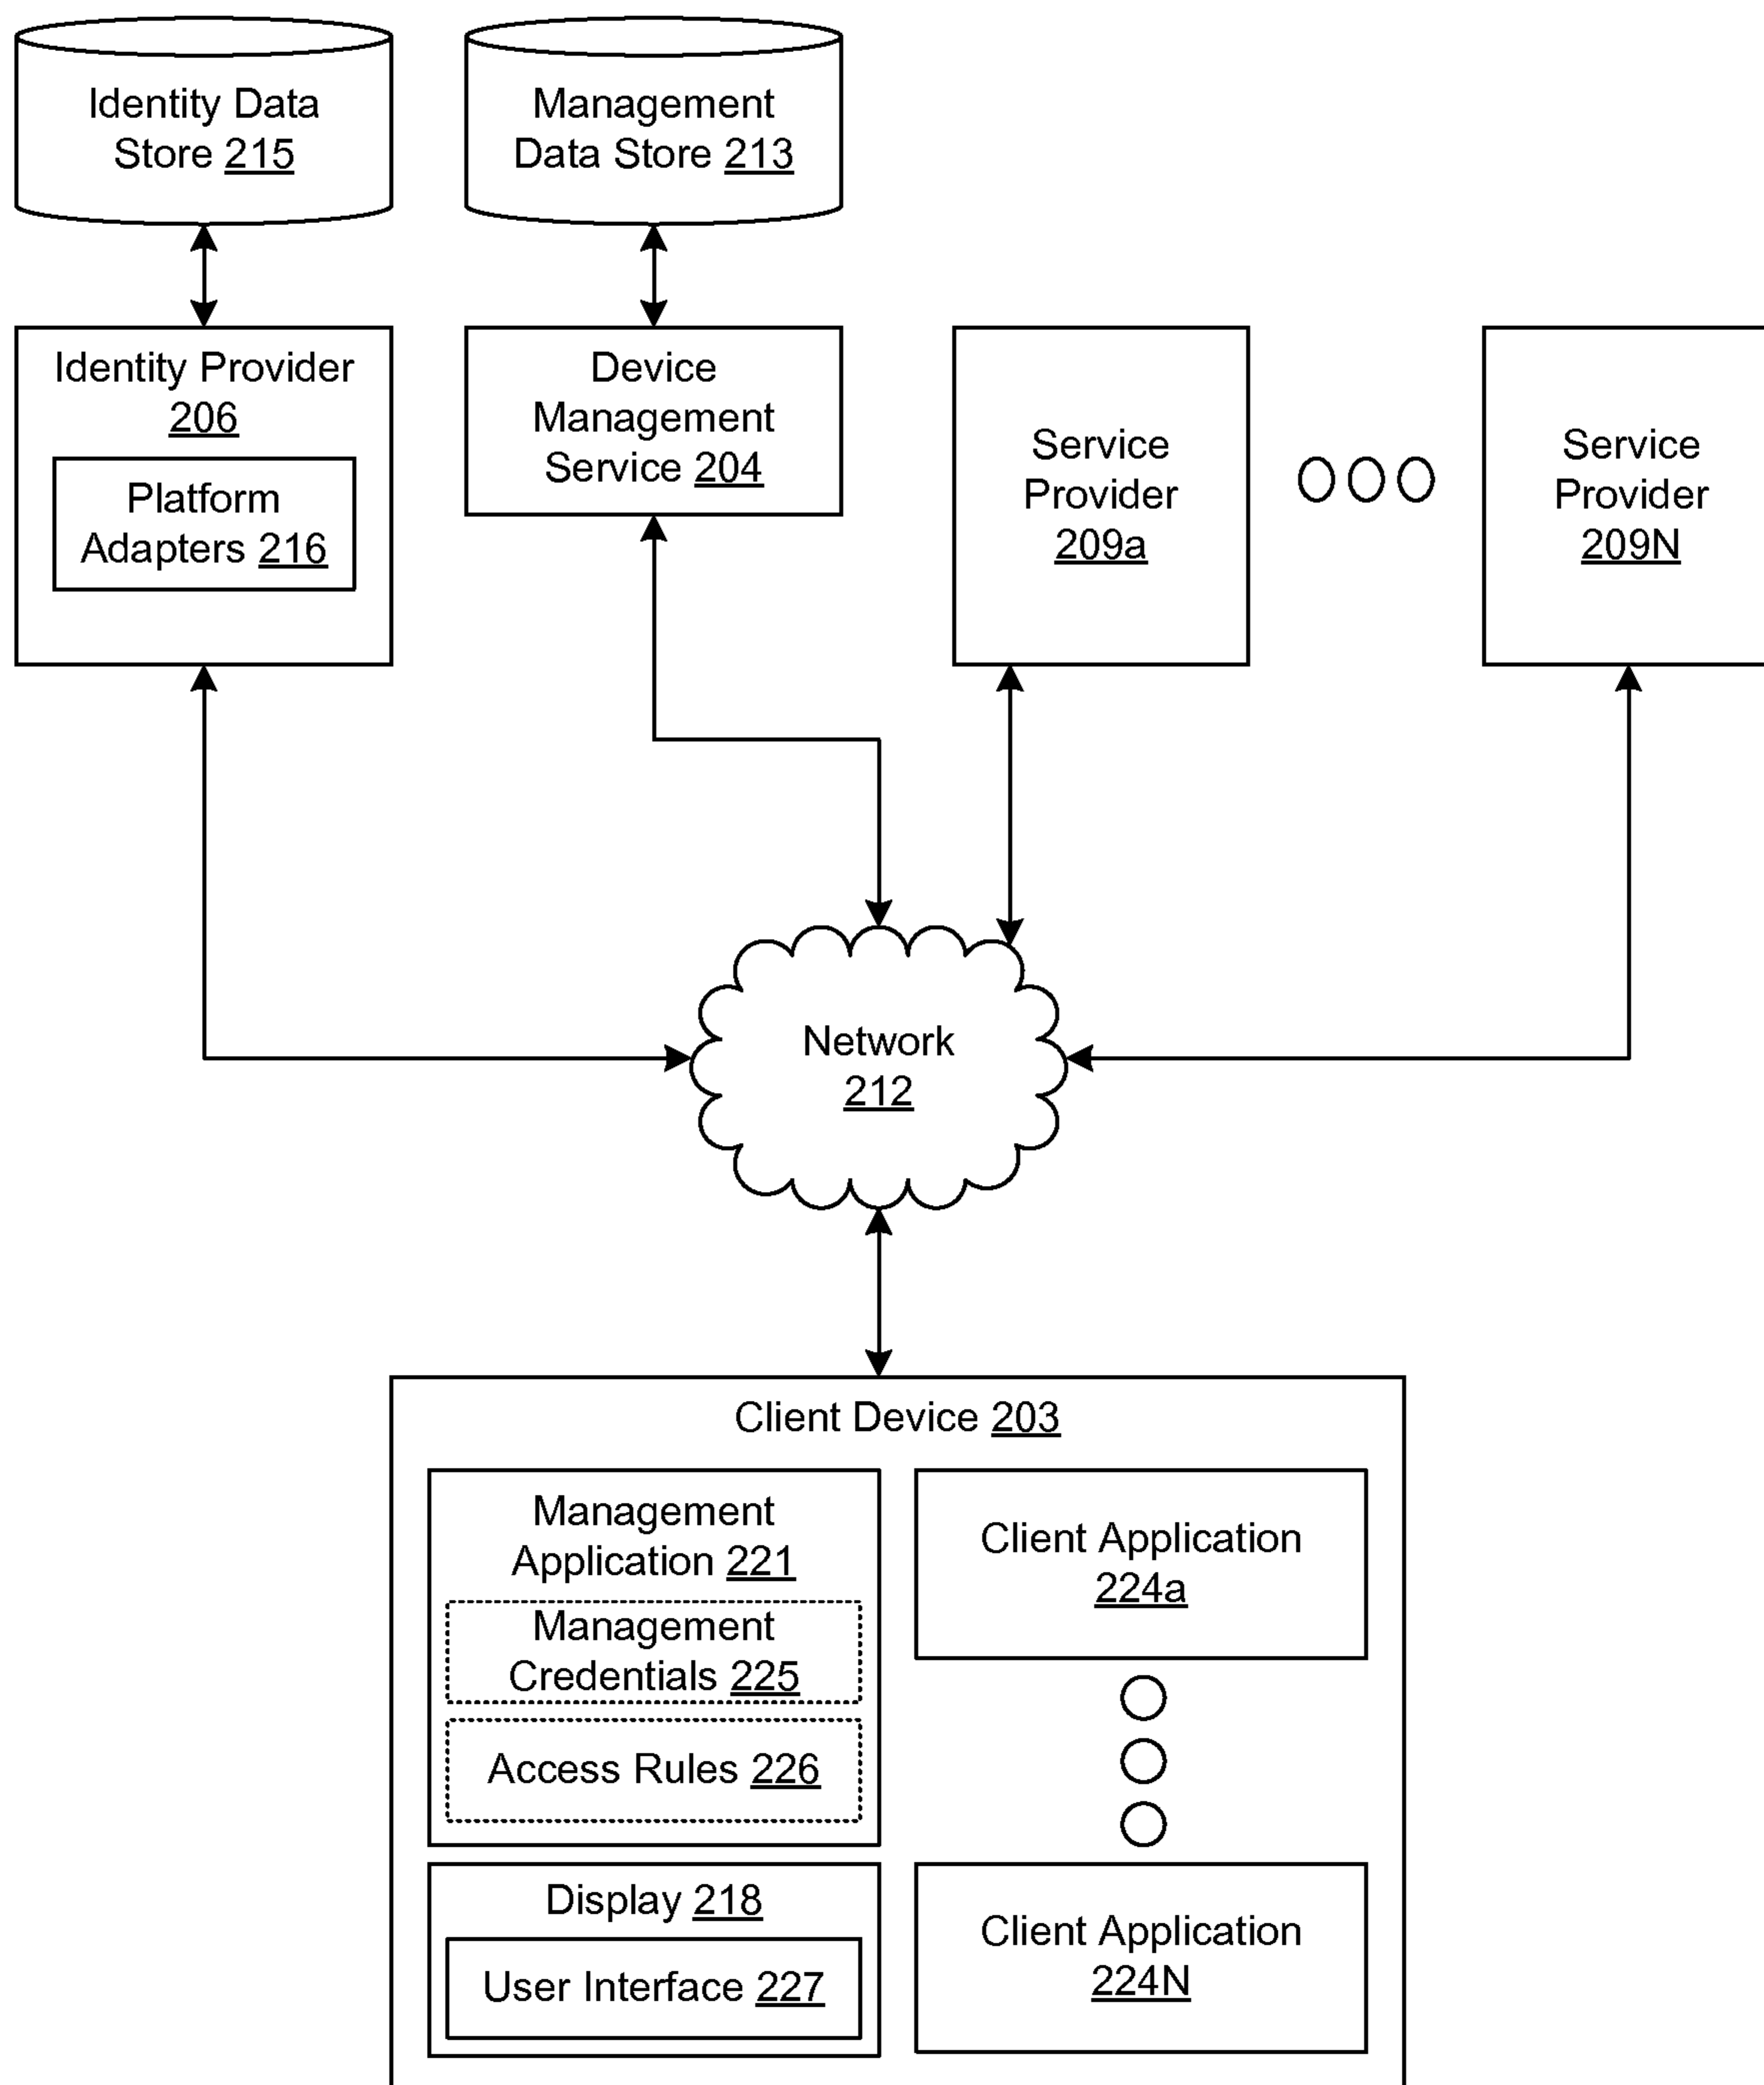 Identity Data
Store 215
Management
Data Store 213
Identity Provider
206
Platform
Adapters 216
Device
Management
Service 204
Service
Provider
209a
Service
Provider
209N
Network
212
Client Device 203
Management
Application 221
Management
Credentials 225
Access Rules 226
Display 218
User Interface 227
Client Application
224a
Client Application
224N